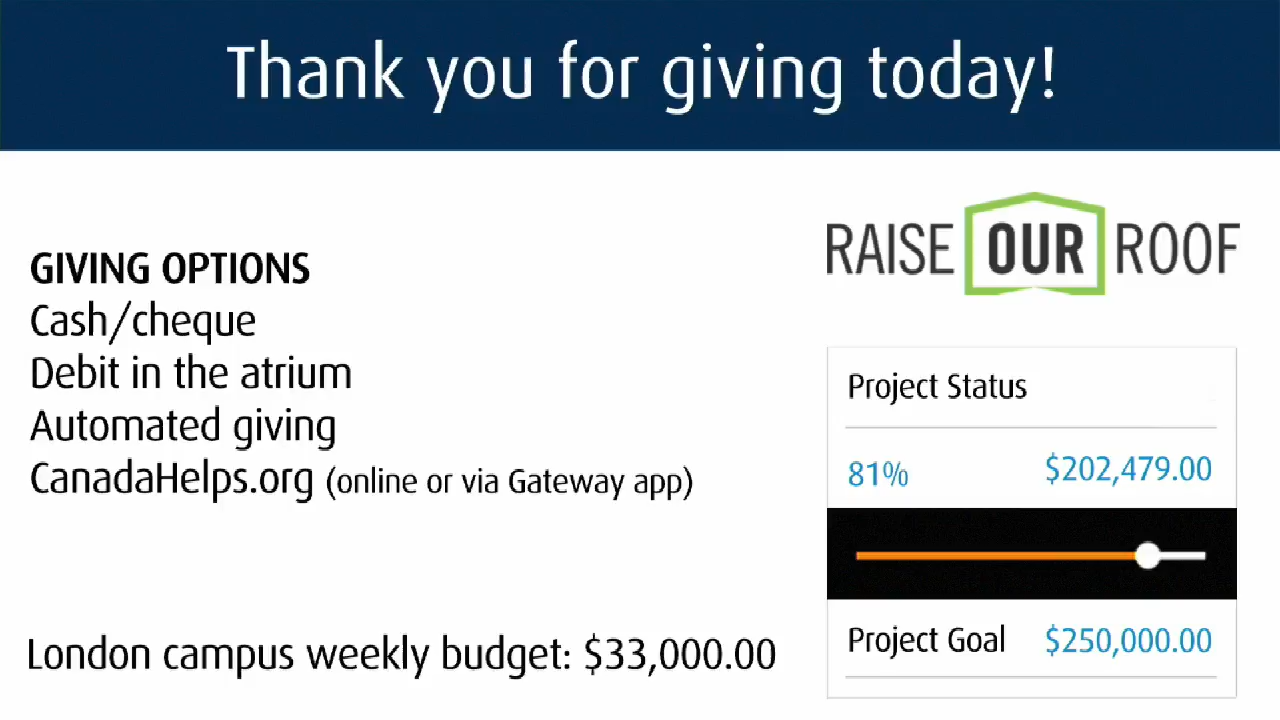 Thank you for giving today!
GIVING OPTIONS
Cash/cheque
Debit in the atrium
Automated giving
CanadaHelps.org (online or via Gateway app)
London campus weekly budget: $33,000.00
RAISE OUR ROOF
Project Status
81% $202,479.00
Project Goal $250,000.00